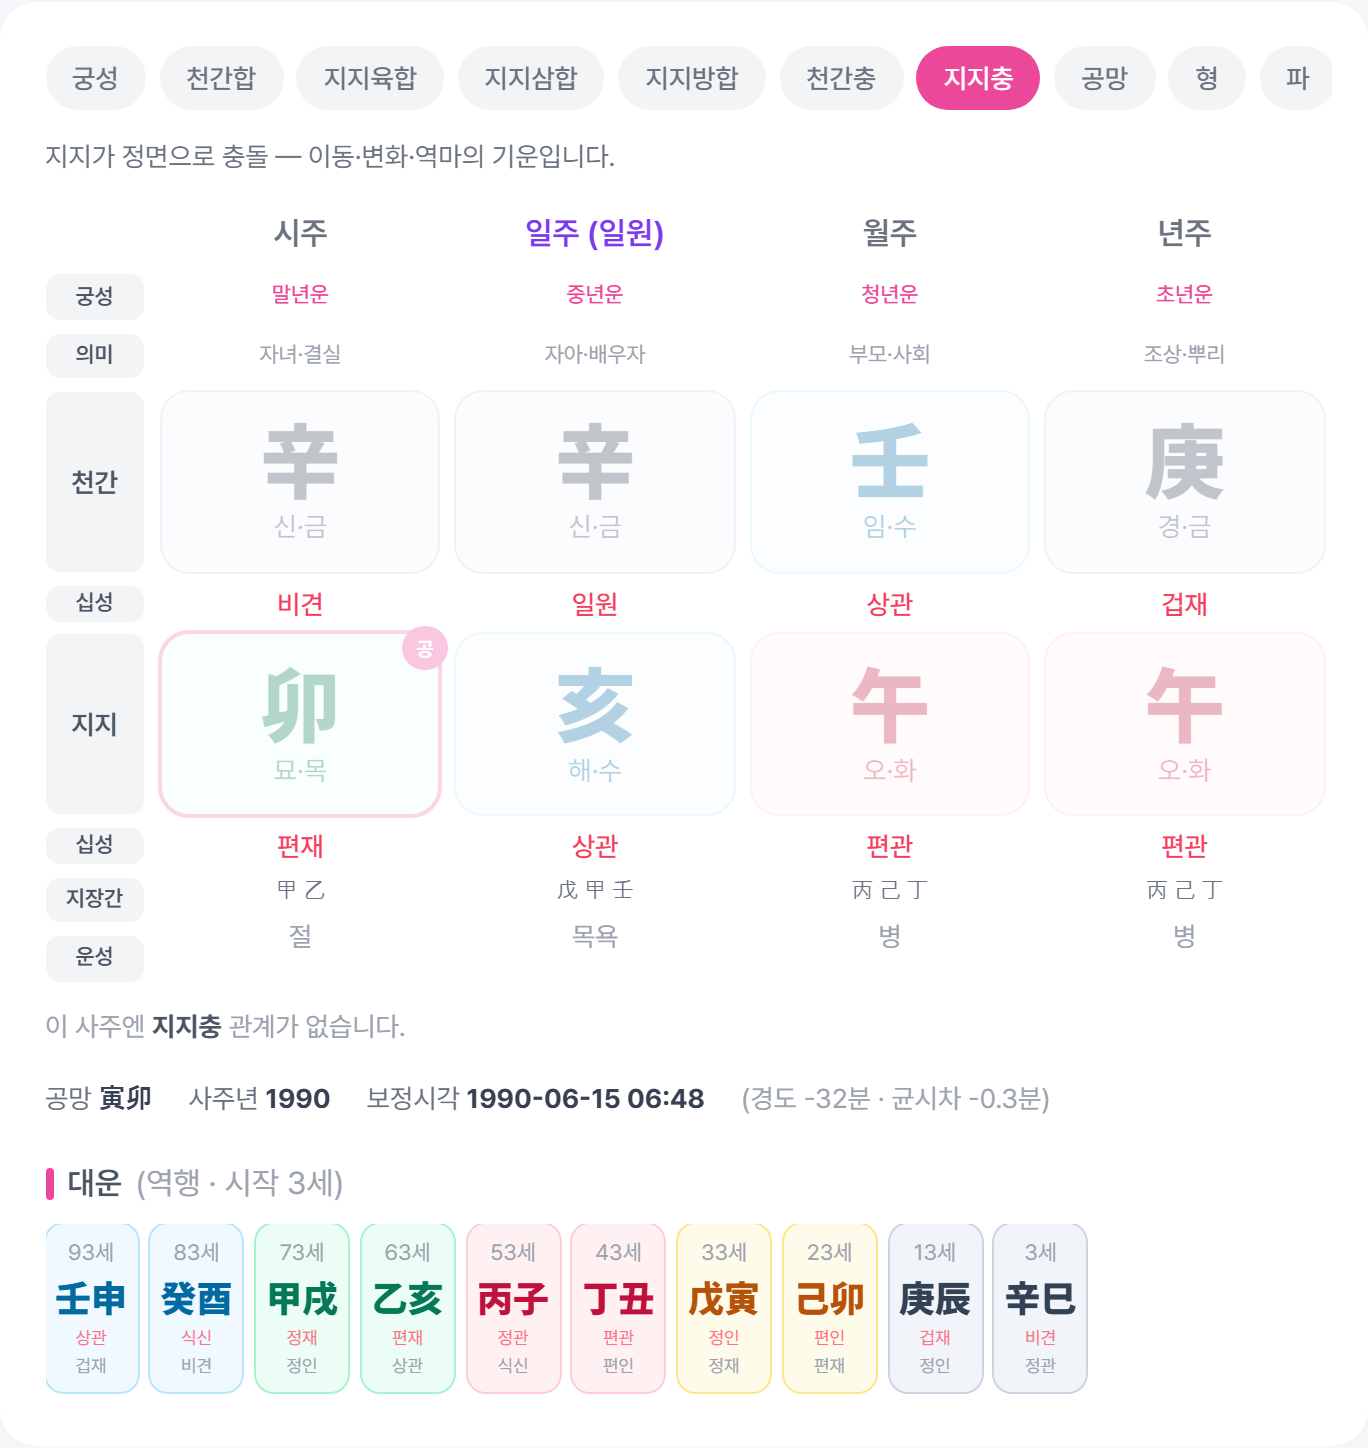 궁성 천간합 지지육합 지지삼합 지지방합 천간충 지지충 공망 형 파
지지가 정면으로 충돌 — 이동·변화·역마의 기운입니다.
시주 일주 (일원) 월주 년주
궁성 말년운 중년운 청년운 초년운
의미 자녀·결실 자아·배우자 부모·사회 조상·뿌리
천간 辛 辛 壬 庚
신·금 신·금 임·수 경·금
십성 비견 일원 상관 겁재
공
지지 卯 亥 午 午
묘·목 해·수 오·화 오·화
십성 편재 상관 편관 편관
지장간 甲 乙 戊 甲 壬 丙 己 丁 丙 己 丁
운성 절 목욕 병 병
이 사주엔 지지충 관계가 없습니다.
공망 寅卯 사주년 1990 보정시각 1990-06-15 06:48 (경도 -32분 · 균시차 -0.3분)
대운 (역행 · 시작 3세)
93세 83세 73세 63세 53세 43세 33세 23세 13세 3세
壬申 癸酉 甲戌 乙亥 丙子 丁丑 戊寅 己卯 庚辰 辛巳
상관 식신 정재 편재 정관 편관 정인 편인 겁재 비견
겁재 비견 정인 상관 식신 편인 정재 편재 정인 정관